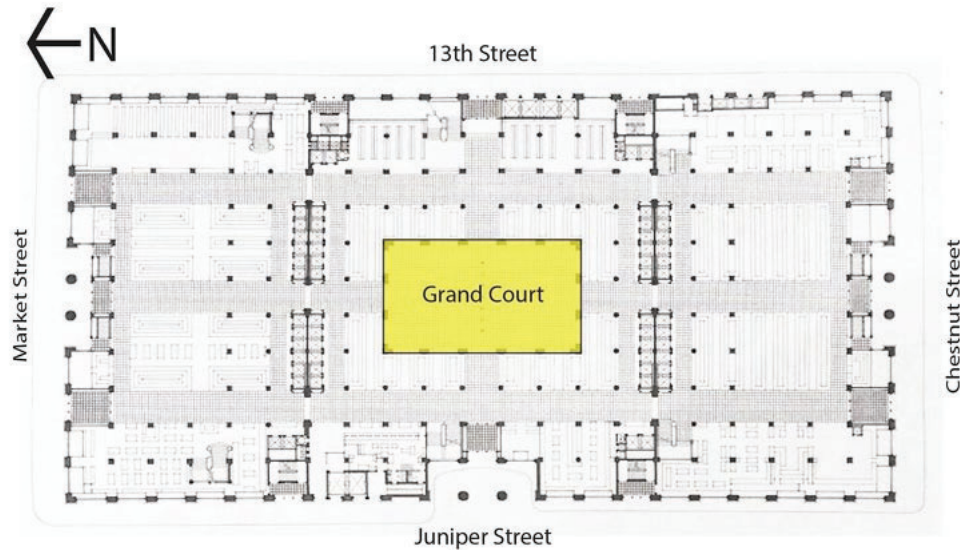 N
13th Street
Market Street
Grand Court
Chestnut Street
Juniper Street